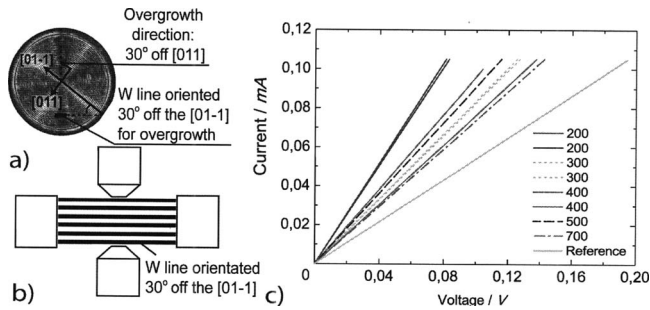 Overgrowth
direction:
30° off [011]
[01-1]
[011]
W line oriented
30° off the [01-1]
for overgrowth
a)
W line orientated
30° off the [01-1]
b)
Current / mA
0,12
0,10
0,08
0,06
0,04
0,02
0
0,04
0,08
0,12
0,16
0,20
Voltage / V
200
200
300
300
400
400
500
700
Reference
c)